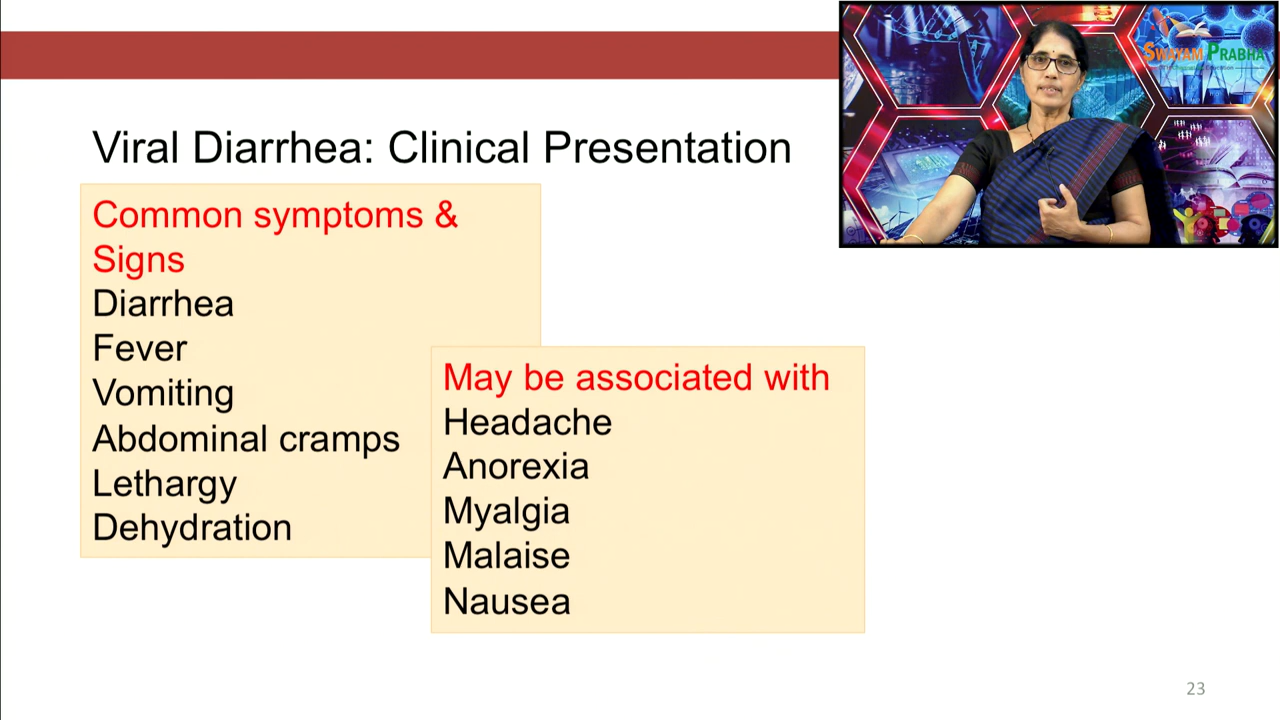 SWAYAM PRABHA
Viral Diarrhea: Clinical Presentation
Common symptoms &
Signs
Diarrhea
Fever
Vomiting
Abdominal cramps
Lethargy
Dehydration
May be associated with
Headache
Anorexia
Myalgia
Malaise
Nausea
23